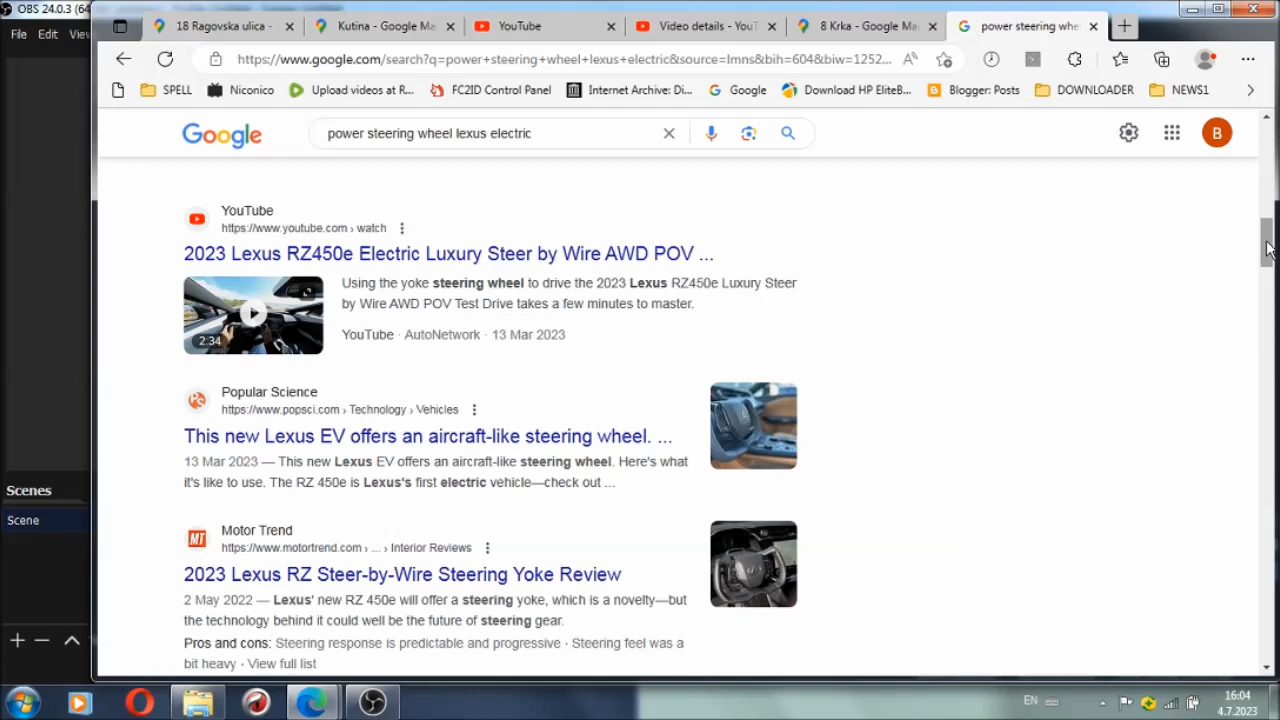 OBS 24.0.3 (64
File Edit Vie
18 Ragovska ulica -
Kutina - Google Ma
YouTube
Video details - YouT
8 Krka - Google Ma
power steering whe
https://www.google.com/search?q=power+steering+wheel+lexus+electric&source=lmns&bih=604&biw=1252...
SPELL
Niconico
Upload videos at R...
FC2ID Control Panel
Internet Archive: Di...
Google
Download HP EliteB...
Blogger: Posts
DOWNLOADER
NEWS1
Google
power steering wheel lexus electric
B
YouTube
https://www.youtube.com › watch
2023 Lexus RZ450e Electric Luxury Steer by Wire AWD POV ...
2:34
Using the yoke steering wheel to drive the 2023 Lexus RZ450e Luxury Steer
by Wire AWD POV Test Drive takes a few minutes to master.
YouTube · AutoNetwork · 13 Mar 2023
Popular Science
https://www.popsci.com › Technology › Vehicles
This new Lexus EV offers an aircraft-like steering wheel. ...
13 Mar 2023 — This new Lexus EV offers an aircraft-like steering wheel. Here's what
it's like to use. The RZ 450e is Lexus's first electric vehicle—check out ...
Motor Trend
https://www.motortrend.com › ... › Interior Reviews
2023 Lexus RZ Steer-by-Wire Steering Yoke Review
2 May 2022 — Lexus' new RZ 450e will offer a steering yoke, which is a novelty—but
the technology behind it could well be the future of steering gear.
Pros and cons: Steering response is predictable and progressive · Steering feel was a
bit heavy · View full list
Scenes
Scene
EN
16:04
4.7.2023